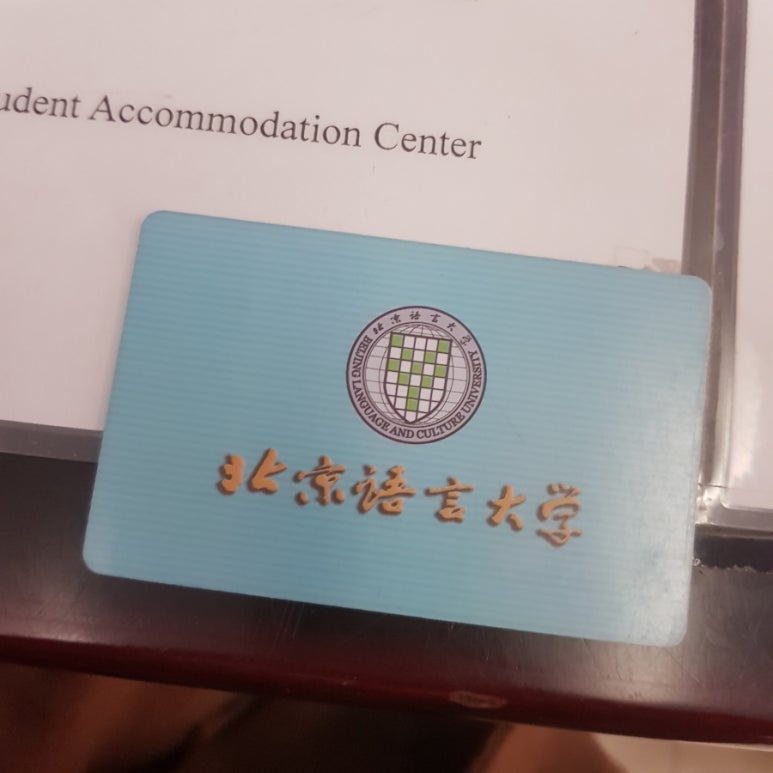 udent Accommodation Center
北京语言大学
BEIJING LANGUAGE AND CULTURE UNIVERSITY
北京语言大学